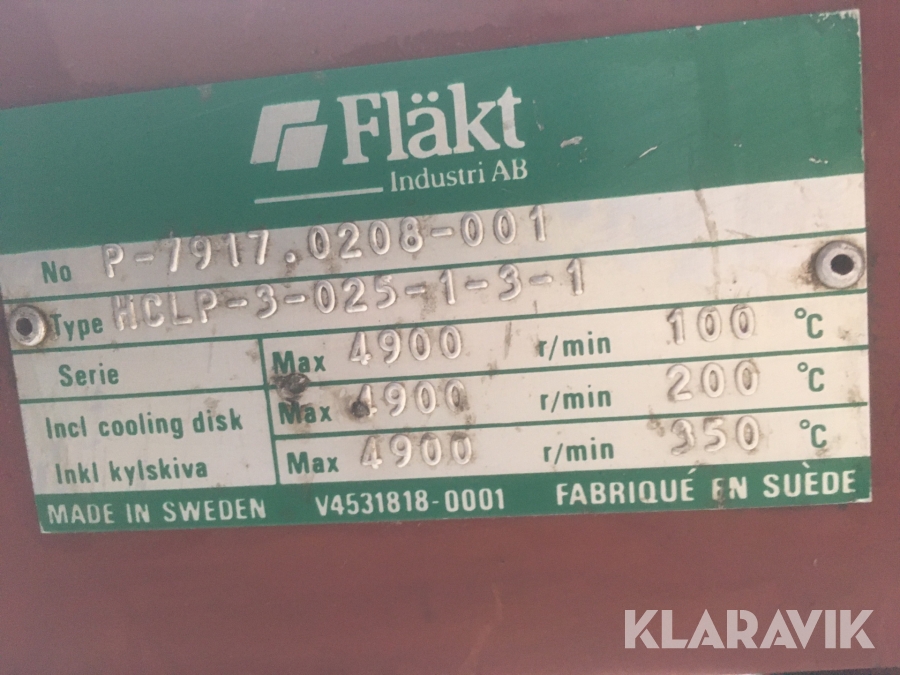 Fläkt
Industri AB
No P-7917.0208-001
Type HCLP-3-025-1-3-1
Serie Max 4900 r/min 100 °C
Incl cooling disk Max 4900 r/min 200 °C
Inkl kylskiva Max 4900 r/min 350 °C
MADE IN SWEDEN V4531818-0001 FABRIQUÉ EN SUÈDE
KLARAVIK